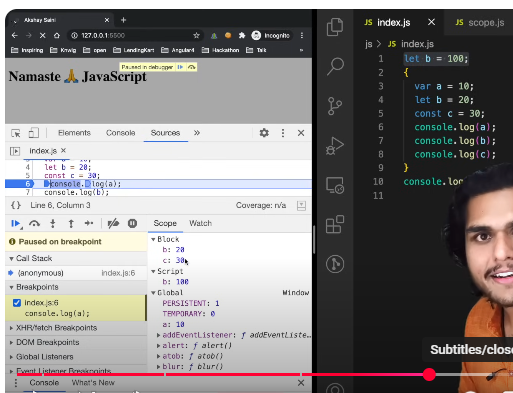 Akshay Saini
127.0.0.1:5500
Incognito
Inspiring
Knwlg
open
LendingKart
Angular4
Hackathon
Talk
»
Paused in debugger
Namaste 🙏 JavaScript
Elements Console Sources »
index.js ×
4 let b = 20;
5 const c = 30;
6 console.log(a);
7 console.log(b);
{} Line 6, Column 3 Coverage: n/a
Scope Watch
Paused on breakpoint
Call Stack
(anonymous) index.js:6
Breakpoints
index.js:6
console.log(a);
XHR/fetch Breakpoints
DOM Breakpoints
Global Listeners
Event Listener Breakpoints
Block
b: 20
c: 30
Script
b: 100
Global Window
PERSISTENT: 1
TEMPORARY: 0
a: 10
addEventListener: ƒ addEventListe…
alert: ƒ alert()
atob: ƒ atob()
blur: ƒ blur()
Console What's New
JS index.js ×
JS scope.js
js > JS index.js
1 let b = 100;
2 {
3 var a = 10;
4 let b = 20;
5 const c = 30;
6 console.log(a);
7 console.log(b);
8 console.log(c);
9 }
10 console.log
11
Subtitles/close